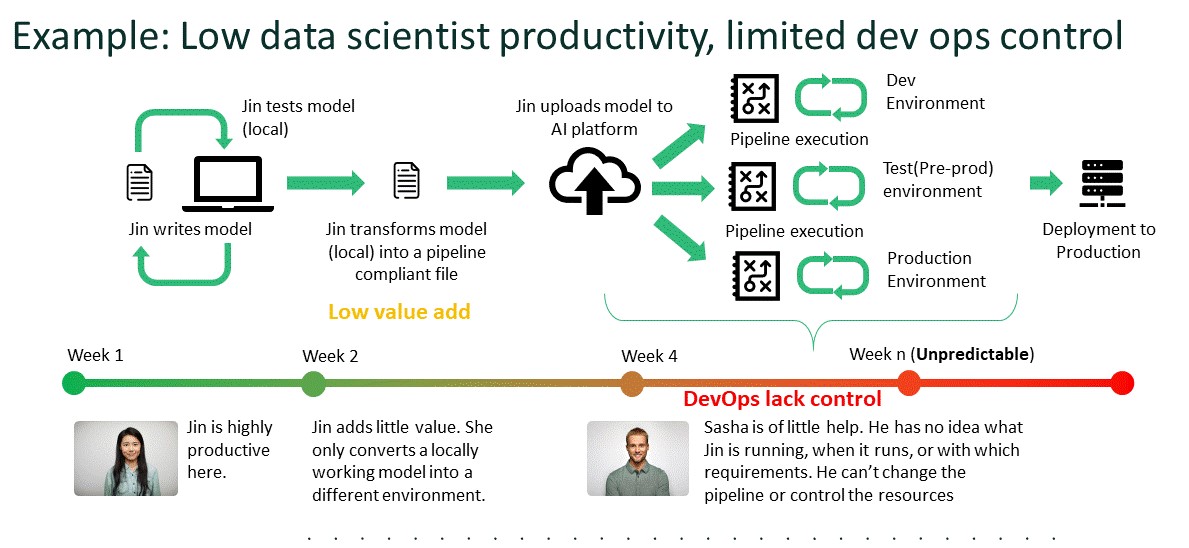 Example: Low data scientist productivity, limited dev ops control
Jin tests model
(local)
Jin writes model
Jin transforms model
(local) into a pipeline
compliant file
Low value add
Jin uploads model to
AI platform
Dev
Environment
Pipeline execution
Test(Pre-prod)
environment
Pipeline execution
Production
Environment
Deployment to
Production
Week 1
Week 2
Week 4
Week n (Unpredictable)
DevOps lack control
Jin is highly
productive
here.
Jin adds little value. She
only converts a locally
working model into a
different environment.
Sasha is of little help. He has no idea what
Jin is running, when it runs, or with which
requirements. He can’t change the
pipeline or control the resources